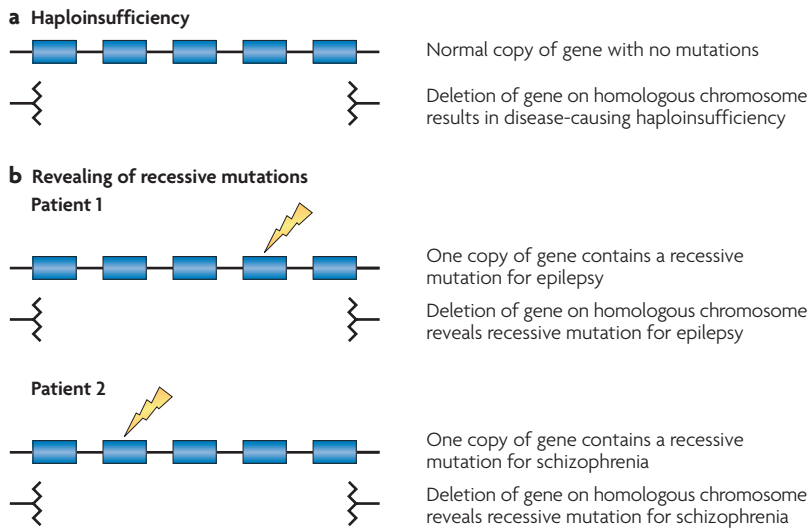 a Haploinsufficiency
Normal copy of gene with no mutations
Deletion of gene on homologous chromosome
results in disease-causing haploinsufficiency
b Revealing of recessive mutations
Patient 1
One copy of gene contains a recessive
mutation for epilepsy
Deletion of gene on homologous chromosome
reveals recessive mutation for epilepsy
Patient 2
One copy of gene contains a recessive
mutation for schizophrenia
Deletion of gene on homologous chromosome
reveals recessive mutation for schizophrenia